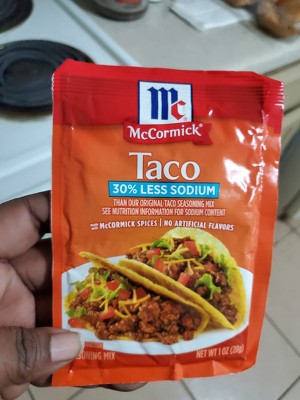 Mc
McCormick®
Taco
30% LESS SODIUM
THAN OUR ORIGINAL TACO SEASONING MIX
SEE NUTRITION INFORMATION FOR SODIUM CONTENT
McCORMICK SPICES | NO ARTIFICIAL FLAVORS
MIX
NET WT 1 OZ (28g)